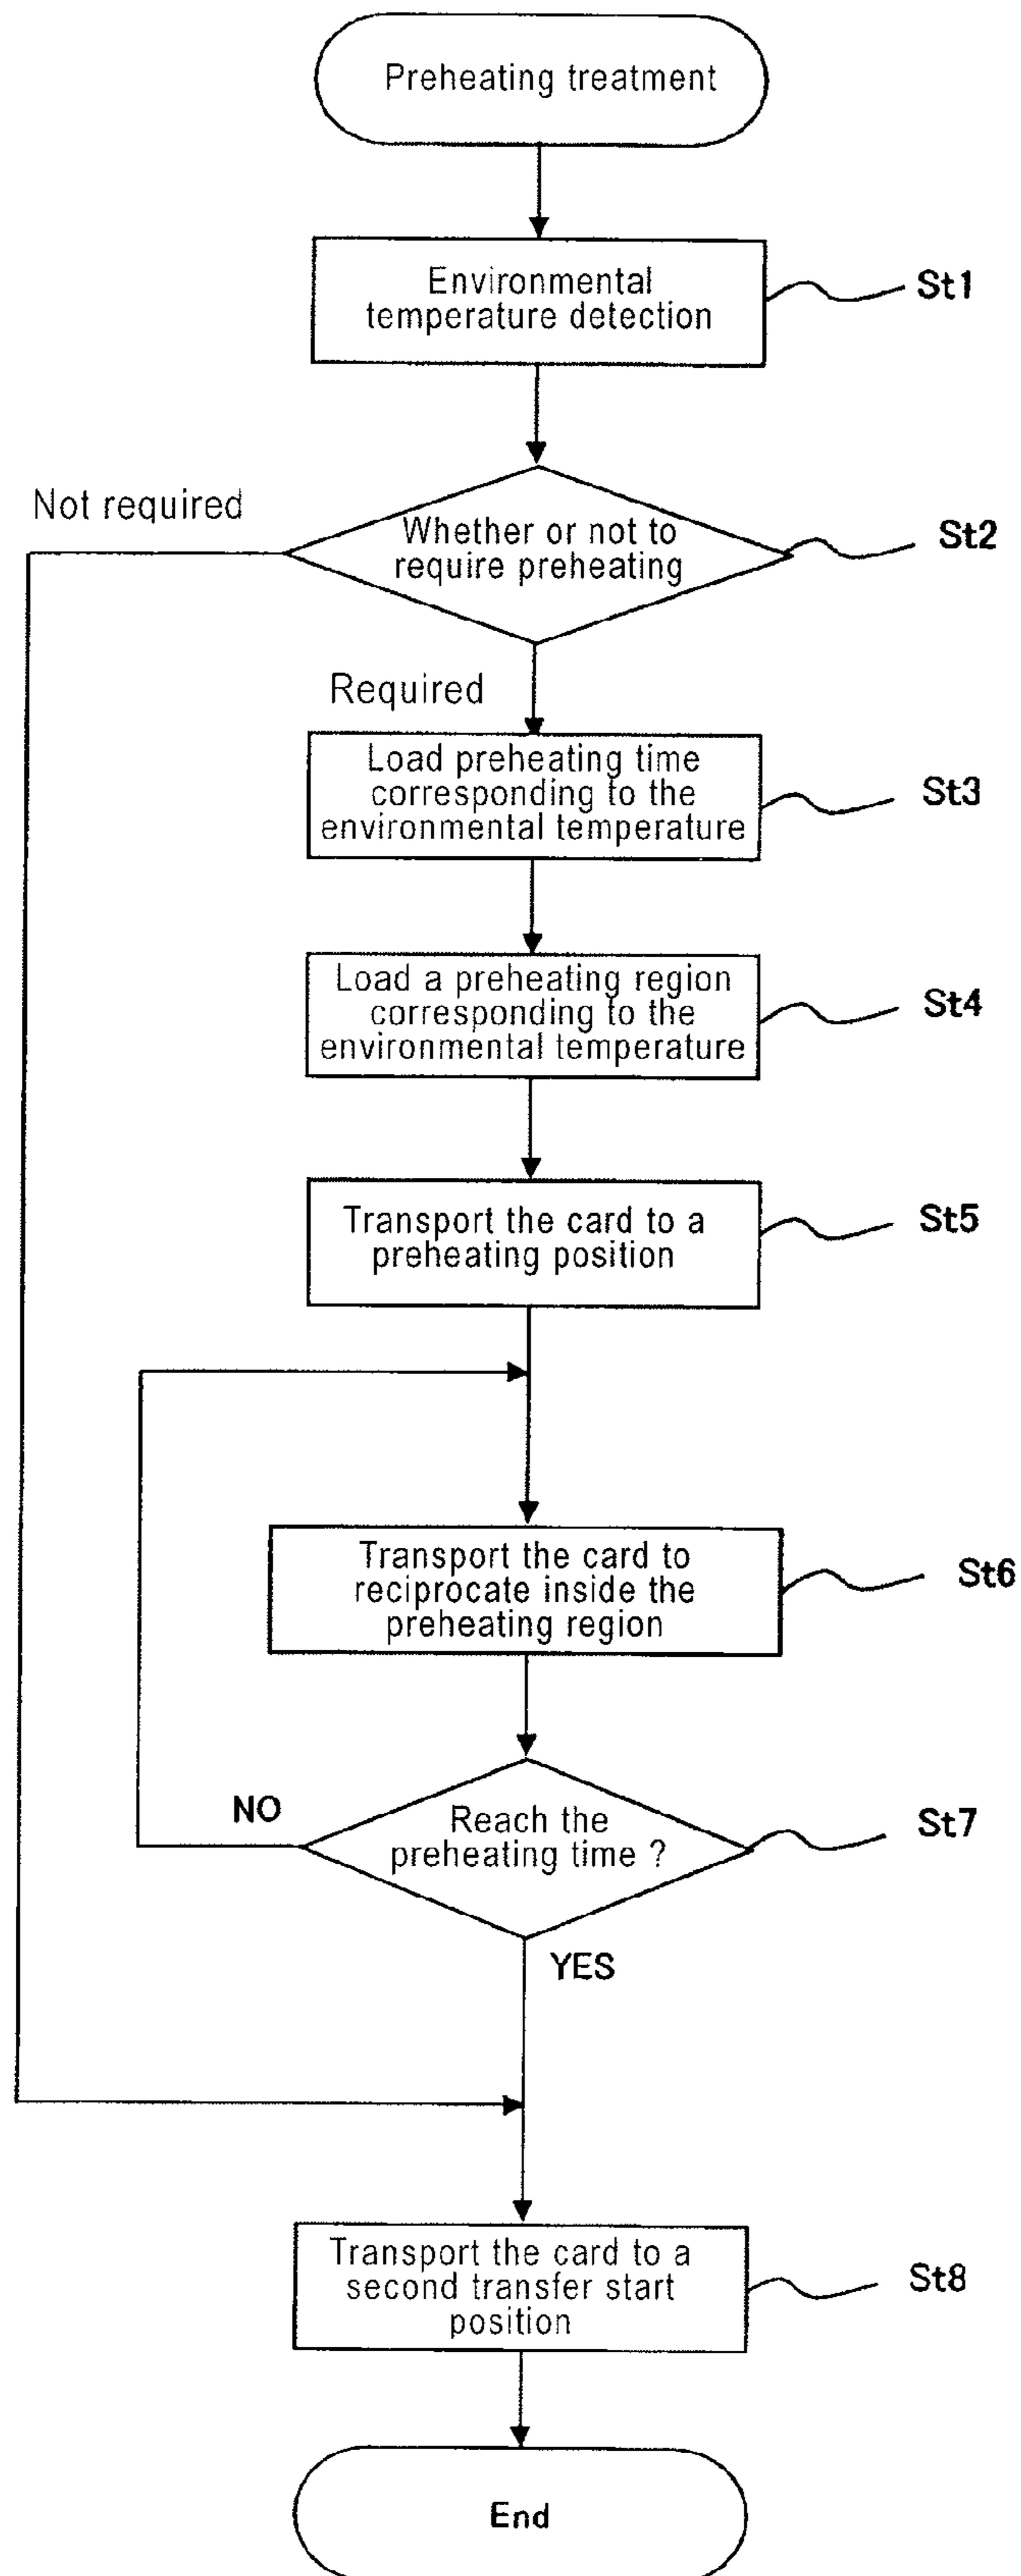 Preheating treatment
Environmental
temperature detection
St1
Not required
Whether or not to
require preheating
St2
Required
Load preheating time
corresponding to the
environmental temperature
St3
Load a preheating region
corresponding to the
environmental temperature
St4
Transport the card to a
preheating position
St5
Transport the card to
reciprocate inside the
preheating region
St6
NO
Reach the
preheating time ?
St7
YES
Transport the card to a
second transfer start
position
St8
End